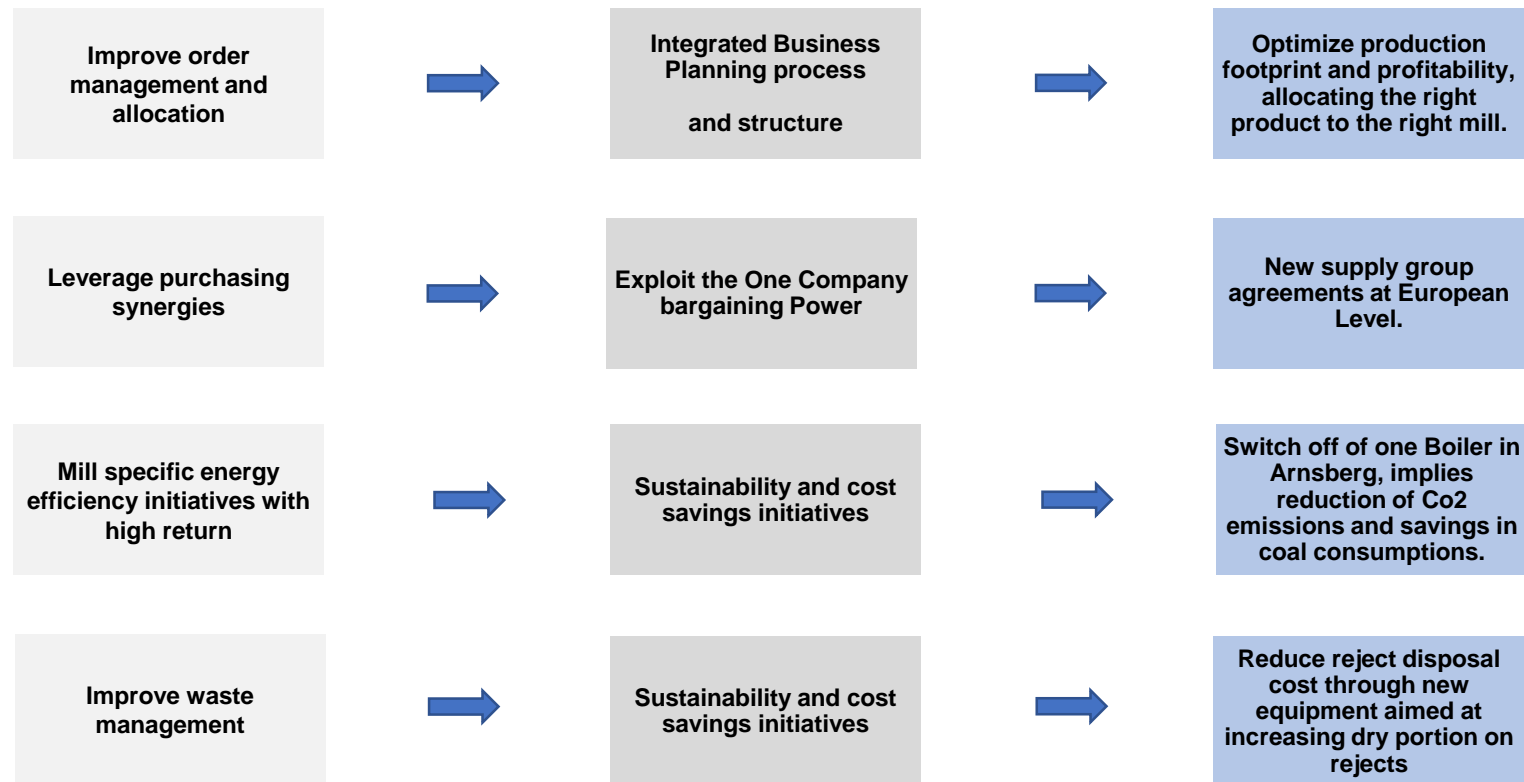 Improve order
management and
allocation
Integrated Business
Planning process
and structure
Optimize production
footprint and profitability,
allocating the right
product to the right mill.
Leverage purchasing
synergies
Exploit the One Company
bargaining Power
New supply group
agreements at European
Level.
Mill specific energy
efficiency initiatives with
high return
Sustainability and cost
savings initiatives
Switch off of one Boiler in
Arnsberg, implies
reduction of Co2
emissions and savings in
coal consumptions.
Improve waste
management
Sustainability and cost
savings initiatives
Reduce reject disposal
cost through new
equipment aimed at
increasing dry portion on
rejects